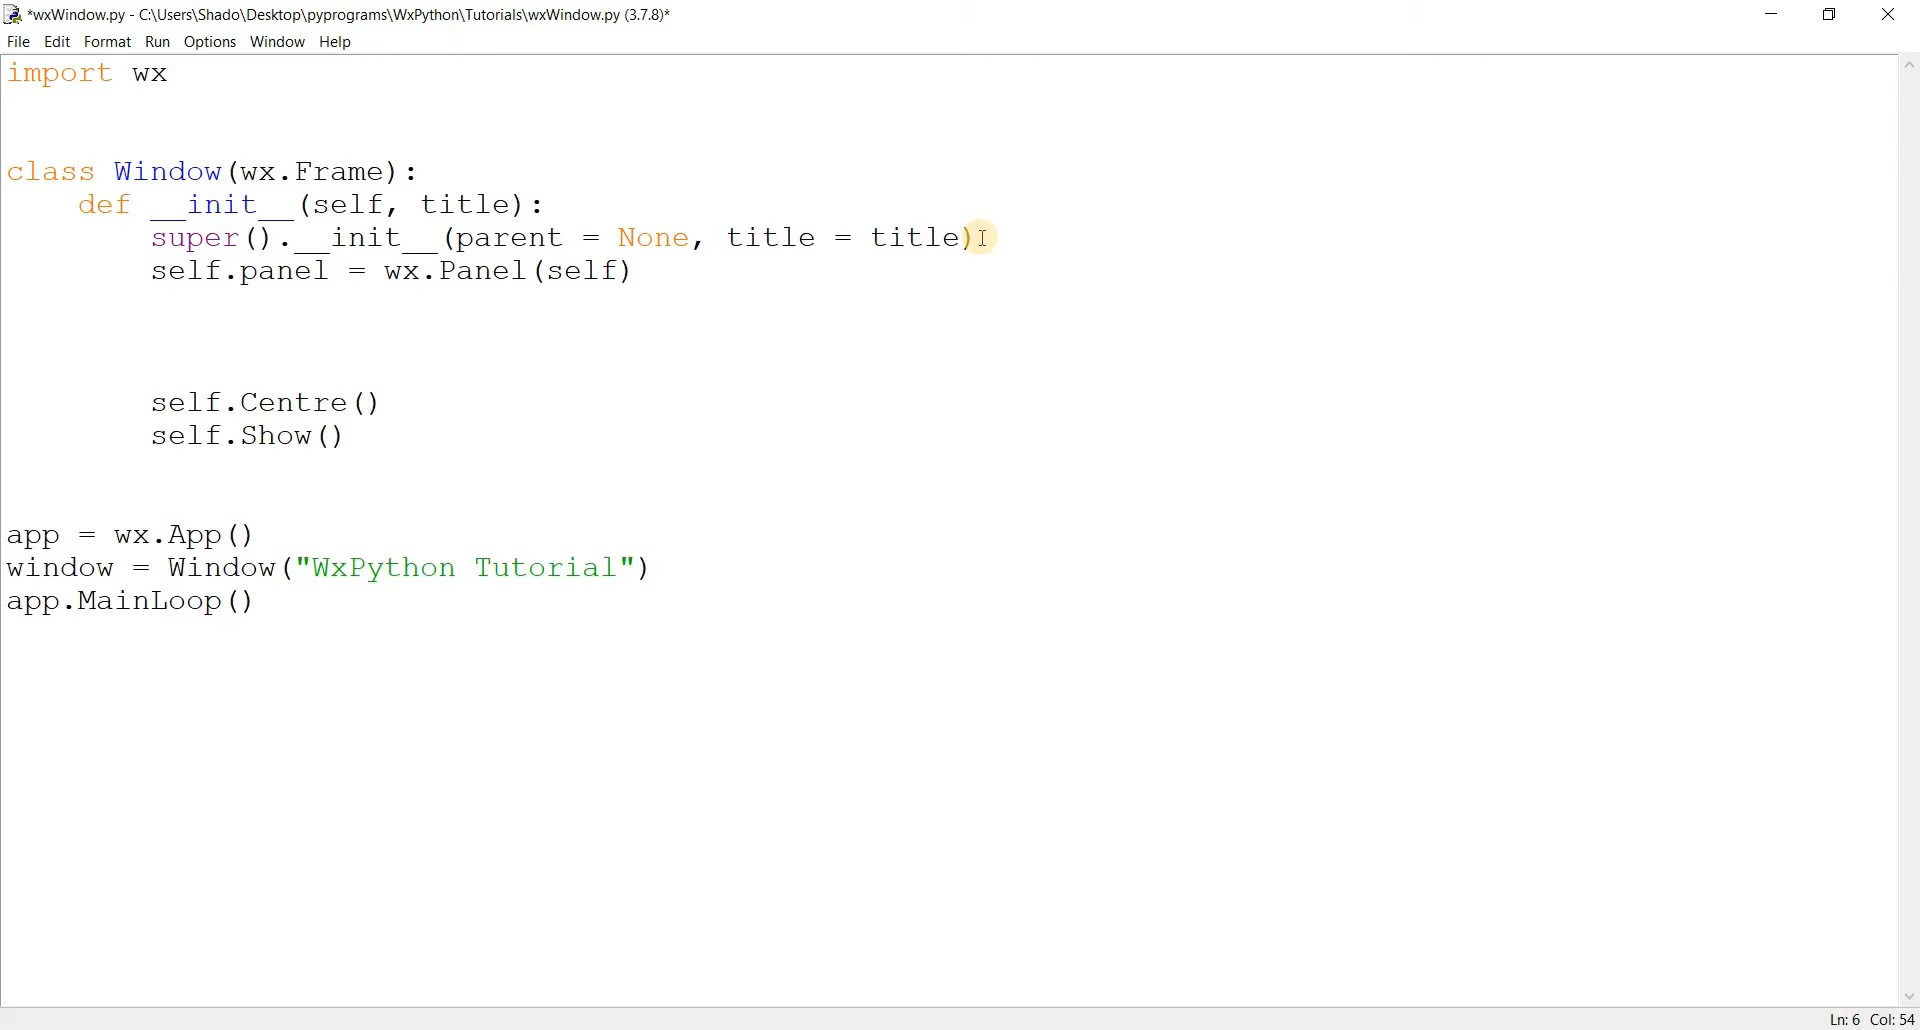 *wxWindow.py - C:\Users\Shado\Desktop\pyprograms\WxPython\Tutorials\wxWindow.py (3.7.8)*
File Edit Format Run Options Window Help
import wx
class Window(wx.Frame):
    def __init__(self, title):
        super().__init__(parent = None, title = title)
        self.panel = wx.Panel(self)
        self.Centre()
        self.Show()
app = wx.App()
window = Window("WxPython Tutorial")
app.MainLoop()
Ln: 6 Col: 54